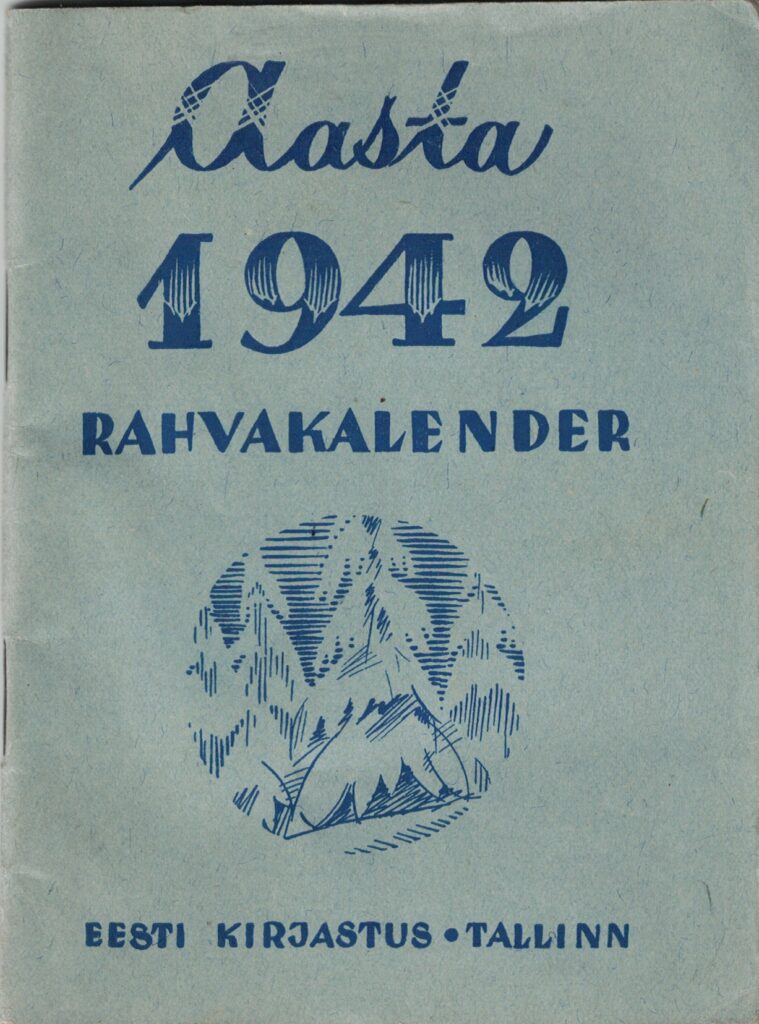 Aasta
1942
RAHVAKALENDER
EESTI KIRJASTUS • TALLINN